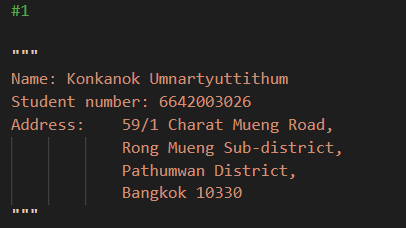 #1
"""
Name: Konkanok Umnartyuttithum
Student number: 6642003026
Address: 59/1 Charat Mueng Road,
Rong Mueng Sub-district,
Pathumwan District,
Bangkok 10330
"""